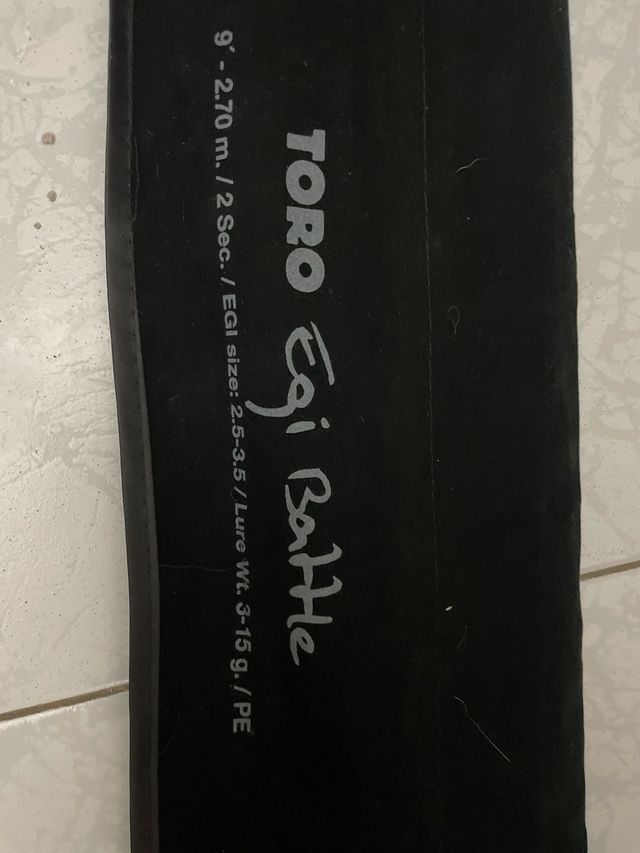 TORO Egi Battle
9' - 2.70 m. / 2 Sec. / EGI size: 2.5-3.5 / Lure Wt. 3-15 g. / PE